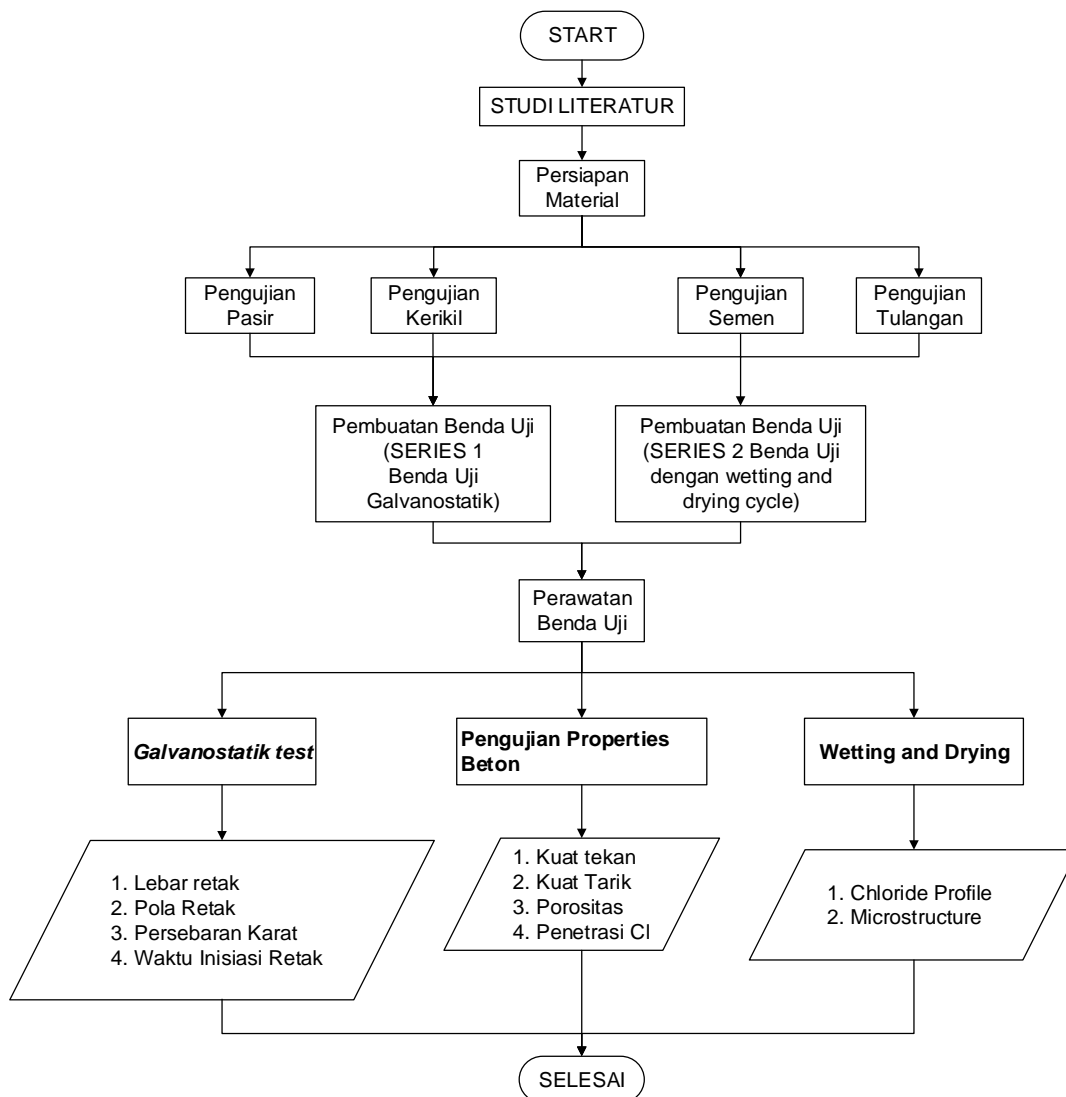 START
STUDI LITERATUR
Persiapan
Material
Pengujian
Pasir
Pengujian
Kerikil
Pengujian
Semen
Pengujian
Tulangan
Pembuatan Benda Uji
(SERIES 1
Benda Uji
Galvanostatik)
Pembuatan Benda Uji
(SERIES 2 Benda Uji
dengan wetting and
drying cycle)
Perawatan
Benda Uji
Galvanostatik test
Pengujian Properties
Beton
Wetting and Drying
1. Lebar retak
2. Pola Retak
3. Persebaran Karat
4. Waktu Inisiasi Retak
1. Kuat tekan
2. Kuat Tarik
3. Porositas
4. Penetrasi Cl
1. Chloride Profile
2. Microstructure
SELESAI